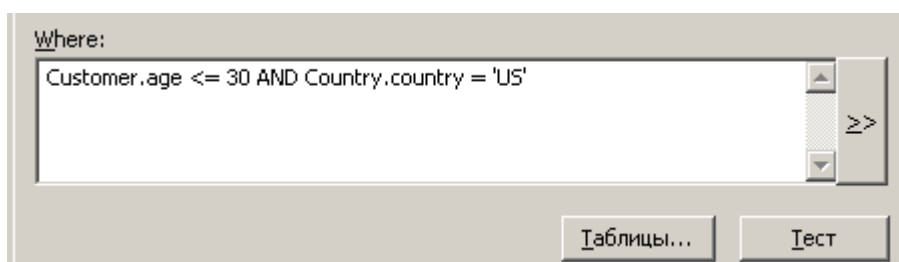 Where:
Customer.age <= 30 AND Country.country = 'US'
>>
Таблицы... Тест